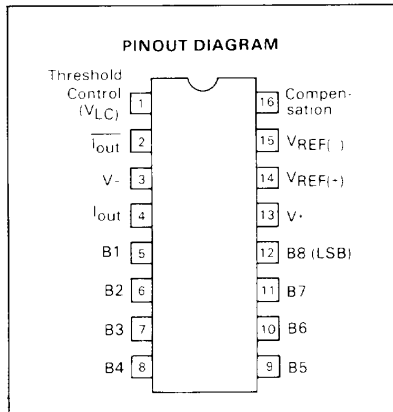 PINOUT DIAGRAM
Threshold
Control
(VLC)
1
16
Compen-
sation
I̅o̅u̅t̅
2
15
VREF(-)
V-
3
14
VREF(+)
Iout
4
13
V+
B1
5
12
B8 (LSB)
B2
6
11
B7
B3
7
10
B6
B4
8
9
B5